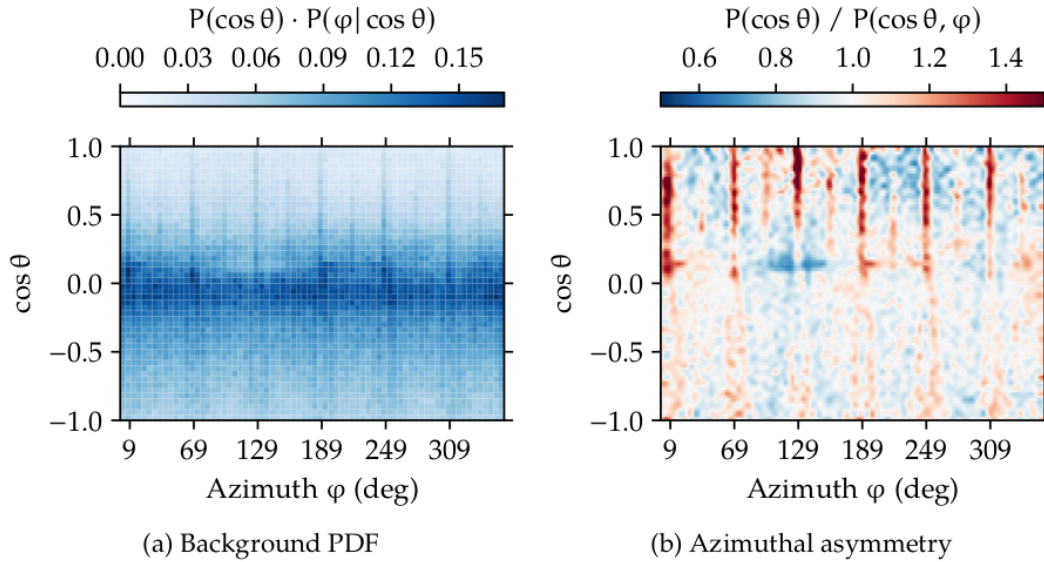 P(cos θ) · P(φ| cos θ)
0.00 0.03 0.06 0.09 0.12 0.15
1.0
0.5
0.0
−0.5
−1.0
cos θ
9 69 129 189 249 309
Azimuth φ (deg)
(a) Background PDF
P(cos θ) / P(cos θ, φ)
0.6 0.8 1.0 1.2 1.4
1.0
0.5
0.0
−0.5
−1.0
cos θ
9 69 129 189 249 309
Azimuth φ (deg)
(b) Azimuthal asymmetry